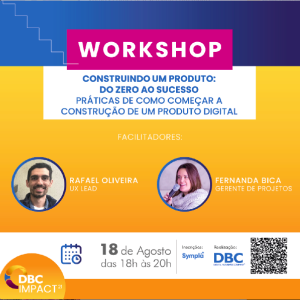 WORKSHOP
CONSTRUINDO UM PRODUTO:
DO ZERO AO SUCESSO
PRÁTICAS DE COMO COMEÇAR A
CONSTRUÇÃO DE UM PRODUTO DIGITAL
FACILITADORES:
RAFAEL OLIVEIRA
UX LEAD
FERNANDA BICA
GERENTE DE PROJETOS
18 de Agosto
das 18h às 20h
Inscrições:
Sympla
Realização:
DBC
DBC
IMPACT